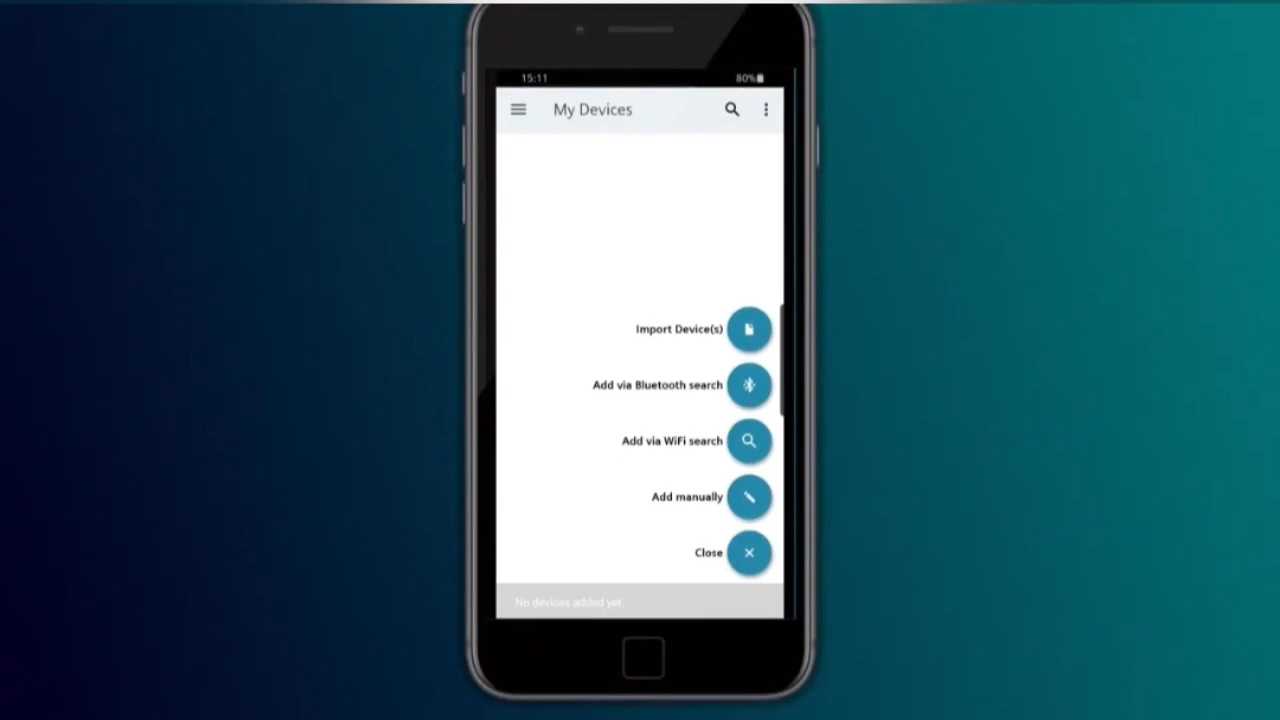 15:11 80%
My Devices
Import Device(s)
Add via Bluetooth search
Add via WiFi search
Add manually
Close
No devices added yet.